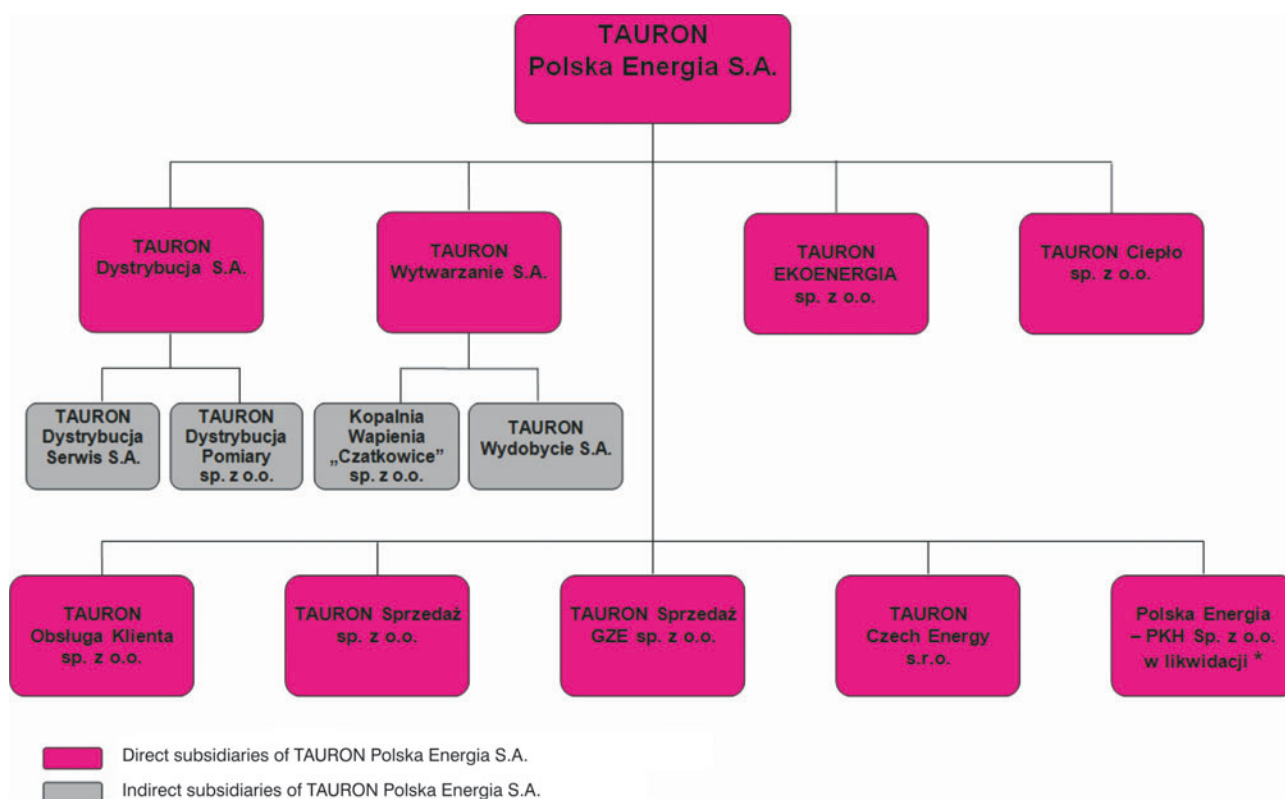 TAURON
Polska Energia S.A.
TAURON
Dystrybucja S.A.
TAURON
Wytwarzanie S.A.
TAURON
EKOENERGIA
sp. z o.o.
TAURON Ciepło
sp. z o.o.
TAURON
Dystrybucja
Serwis S.A.
TAURON
Dystrybucja
Pomiary
sp. z o.o.
Kopalnia
Wapienia
„Czatkowice”
sp. z o.o.
TAURON
Wydobycie S.A.
TAURON
Obsługa Klienta
sp. z o.o.
TAURON Sprzedaż
sp. z o.o.
TAURON Sprzedaż
GZE sp. z o.o.
TAURON
Czech Energy
s.r.o.
Polska Energia
– PKH Sp. z o.o.
w likwidacji *
Direct subsidiaries of TAURON Polska Energia S.A.
Indirect subsidiaries of TAURON Polska Energia S.A.